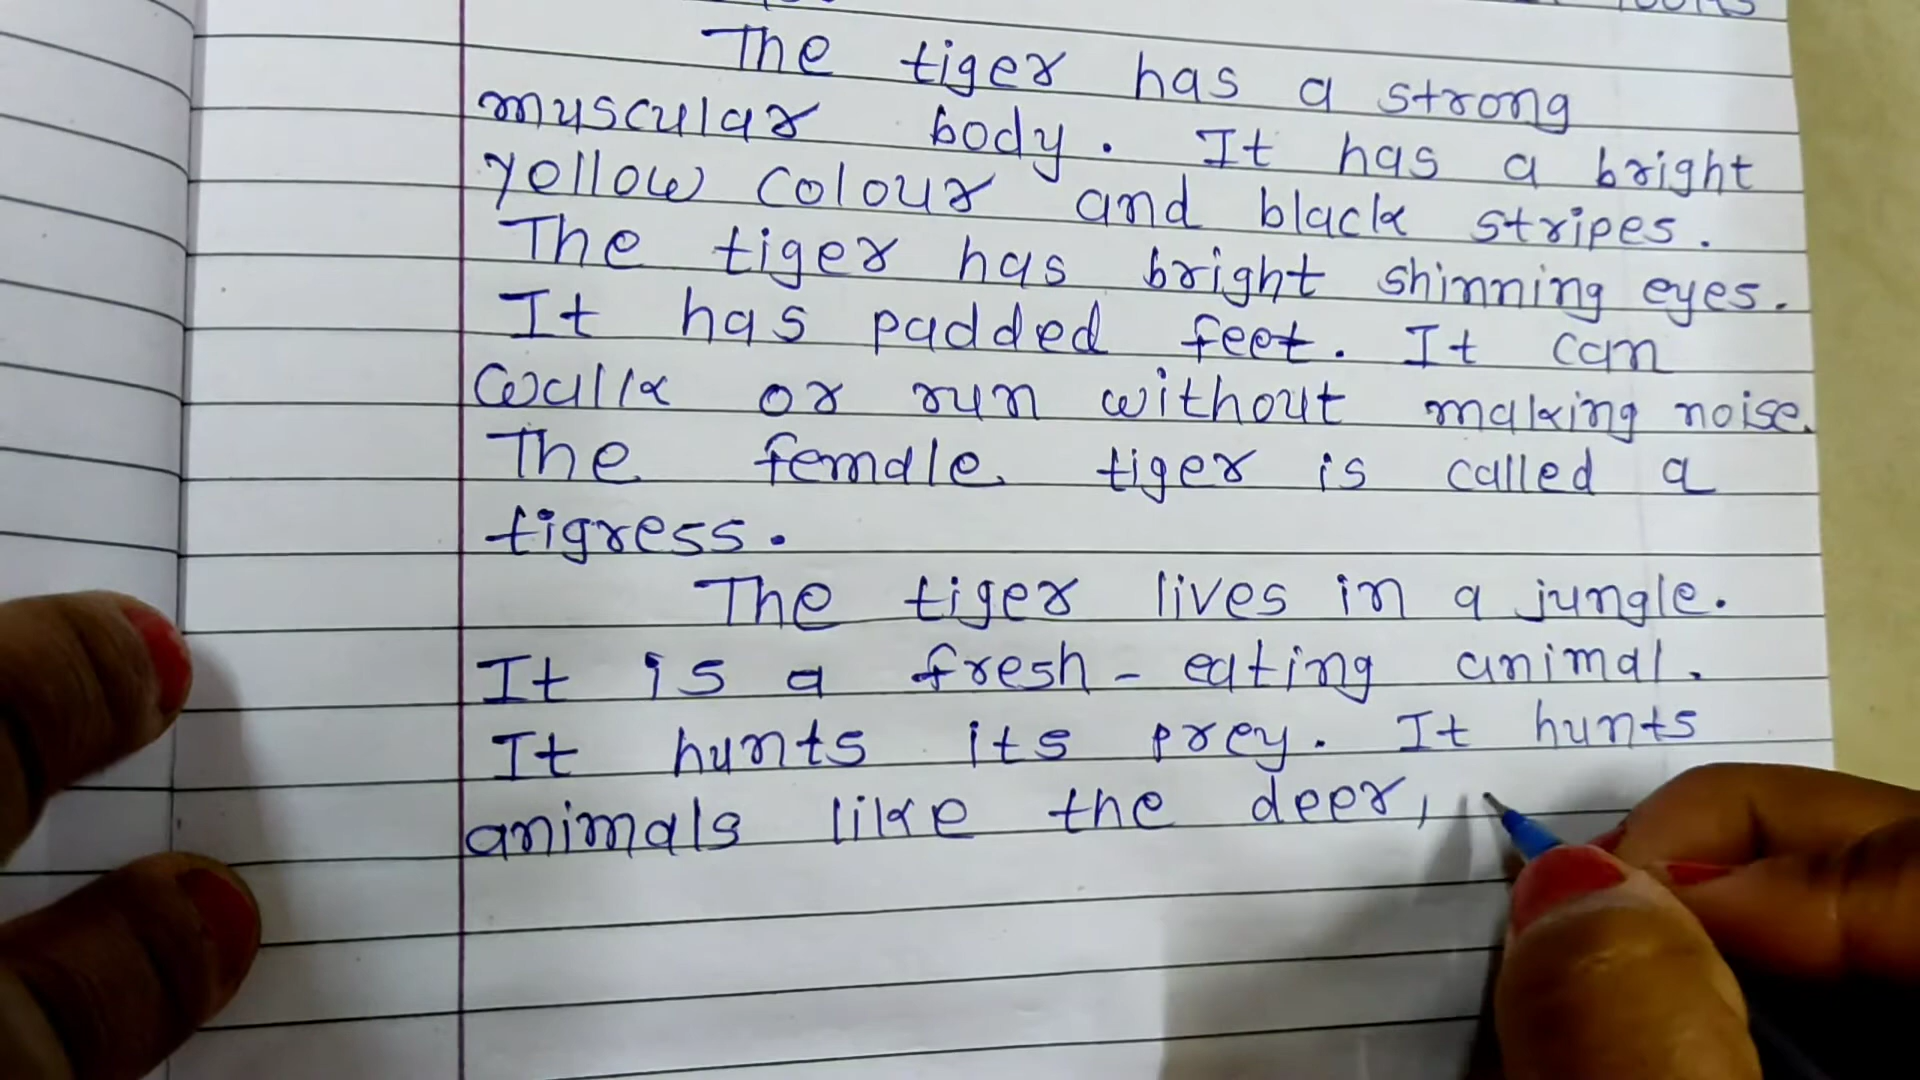 The tiger has a strong
muscular body. It has a bright
yellow colour and black stripes.
The tiger has bright shinning eyes.
It has padded feet. It can
walk or run without making noise.
The female tiger is called a
tigress.
The tiger lives in a jungle.
It is a fresh-eating animal.
It hunts its prey. It hunts
animals like the deer,